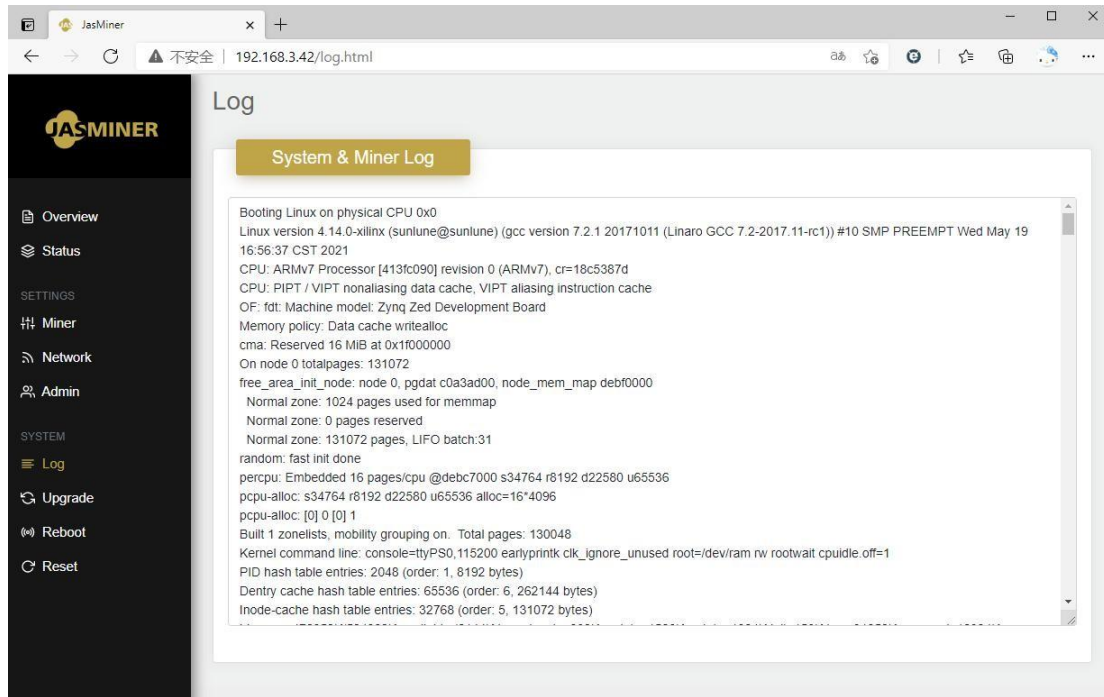 JasMiner
不安全
192.168.3.42/log.html
JASMINER
Overview
Status
SETTINGS
Miner
Network
Admin
SYSTEM
Log
Upgrade
Reboot
Reset
Log
System & Miner Log
Booting Linux on physical CPU 0x0
Linux version 4.14.0-xilinx (sunlune@sunlune) (gcc version 7.2.1 20171011 (Linaro GCC 7.2-2017.11-rc1)) #10 SMP PREEMPT Wed May 19
16:56:37 CST 2021
CPU: ARMv7 Processor [413fc090] revision 0 (ARMv7), cr=18c5387d
CPU: PIPT / VIPT nonaliasing data cache, VIPT aliasing instruction cache
OF: fdt: Machine model: Zynq Zed Development Board
Memory policy: Data cache writealloc
cma: Reserved 16 MiB at 0x1f000000
On node 0 totalpages: 131072
free_area_init_node: node 0, pgdat c0a3ad00, node_mem_map debf0000
Normal zone: 1024 pages used for memmap
Normal zone: 0 pages reserved
Normal zone: 131072 pages, LIFO batch:31
random: fast init done
percpu: Embedded 16 pages/cpu @debc7000 s34764 r8192 d22580 u65536
pcpu-alloc: s34764 r8192 d22580 u65536 alloc=16*4096
pcpu-alloc: [0] 0 [0] 1
Built 1 zonelists, mobility grouping on. Total pages: 130048
Kernel command line: console=ttyPS0,115200 earlyprintk clk_ignore_unused root=/dev/ram rw rootwait cpuidle.off=1
PID hash table entries: 2048 (order: 1, 8192 bytes)
Dentry cache hash table entries: 65536 (order: 6, 262144 bytes)
Inode-cache hash table entries: 32768 (order: 5, 131072 bytes)